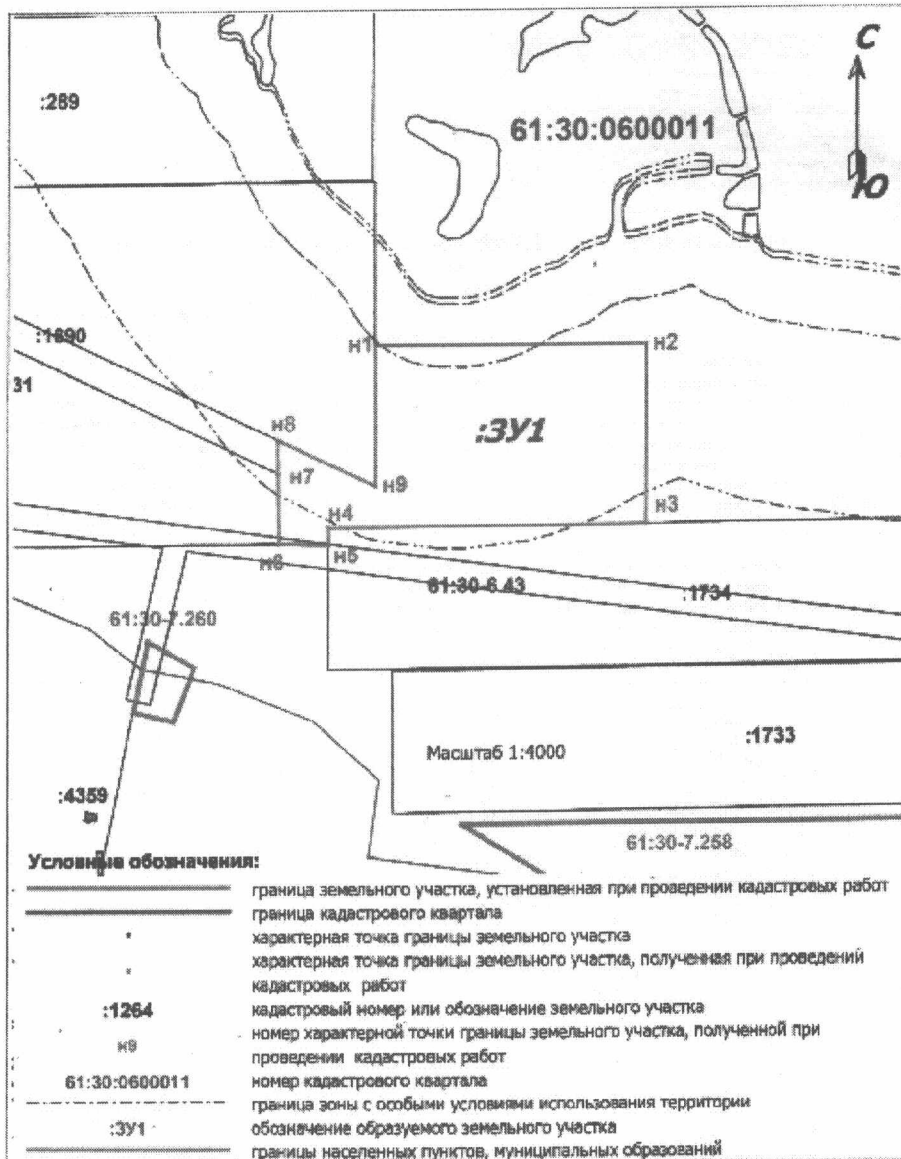 С
:289
61:30:0600011
Ю
:1690
н1
н2
31
:ЗУ1
н8
н7
н9
н4
н3
н6
н5
61:30-6.43
:1734
61:30-7.260
:1733
Масштаб 1:4000
:4359
61:30-7.258
Условные обозначения:
граница земельного участка, установленная при проведении кадастровых работ
граница кадастрового квартала
характерная точка границы земельного участка
характерная точка границы земельного участка, полученная при проведений
кадастровых работ
:1264 кадастровый номер или обозначение земельного участка
н9 номер характерной точки границы земельного участка, полученной при
проведении кадастровых работ
61:30:0600011 номер кадастрового квартала
граница зоны с особыми условиями использования территории
:ЗУ1 обозначение образуемого земельного участка
границы населенных пунктов, муниципальных образований